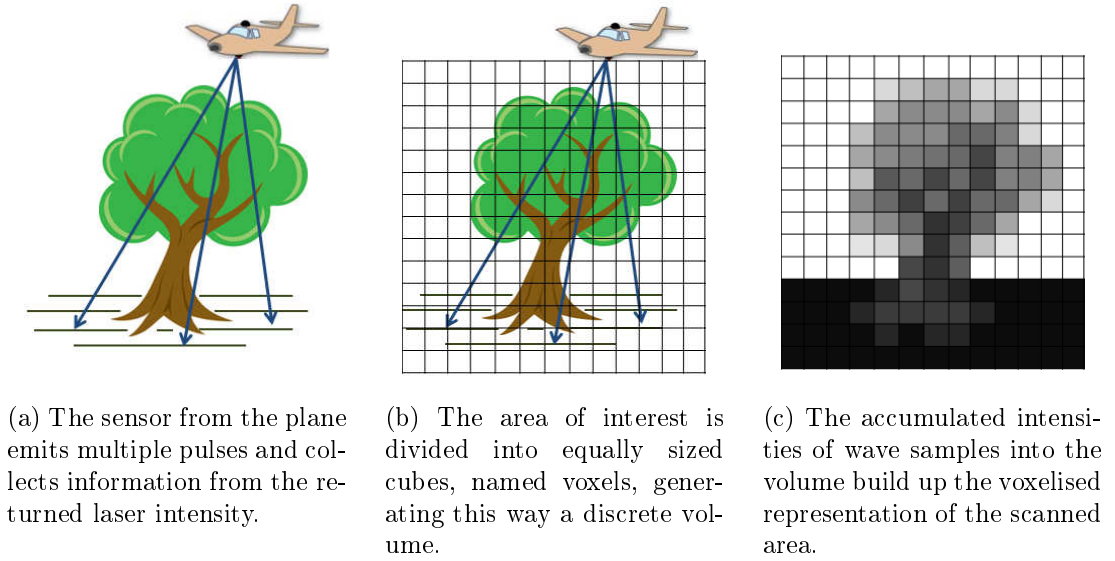 (a) The sensor from the plane
emits multiple pulses and col-
lects information from the re-
turned laser intensity.
(b) The area of interest is
divided into equally sized
cubes, named voxels, gener-
ating this way a discrete vol-
ume.
(c) The accumulated intensi-
ties of wave samples into the
volume build up the voxelised
representation of the scanned
area.